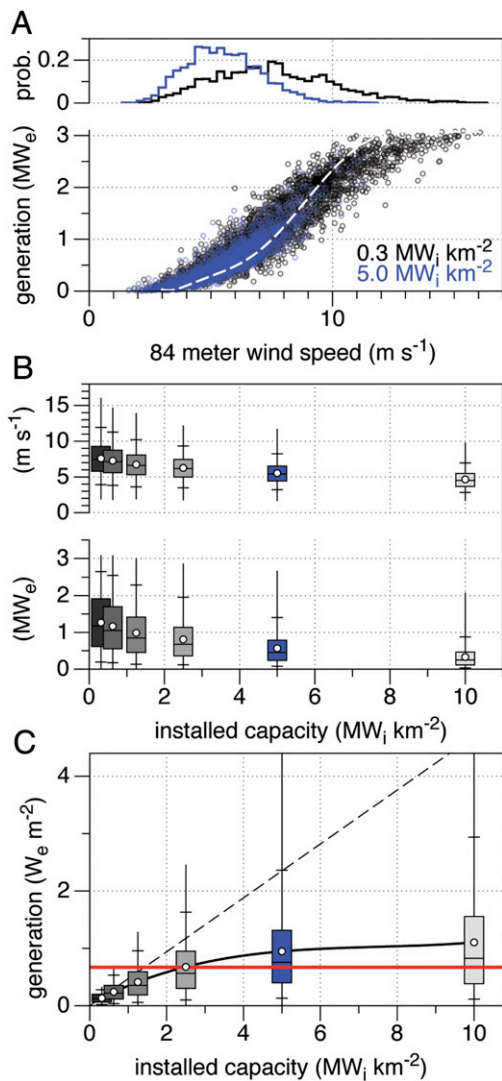 A
prob.
0.2
0
generation (MWₑ)
3
2
1
0
0.3 MWᵢ km⁻²
5.0 MWᵢ km⁻²
0
10
84 meter wind speed (m s⁻¹)
B
(m s⁻¹)
15
10
5
0
(MWₑ)
3
2
1
0
0 2 4 6 8 10
installed capacity (MWᵢ km⁻²)
C
generation (Wₑ m⁻²)
4
2
0
0 2 4 6 8 10
installed capacity (MWᵢ km⁻²)